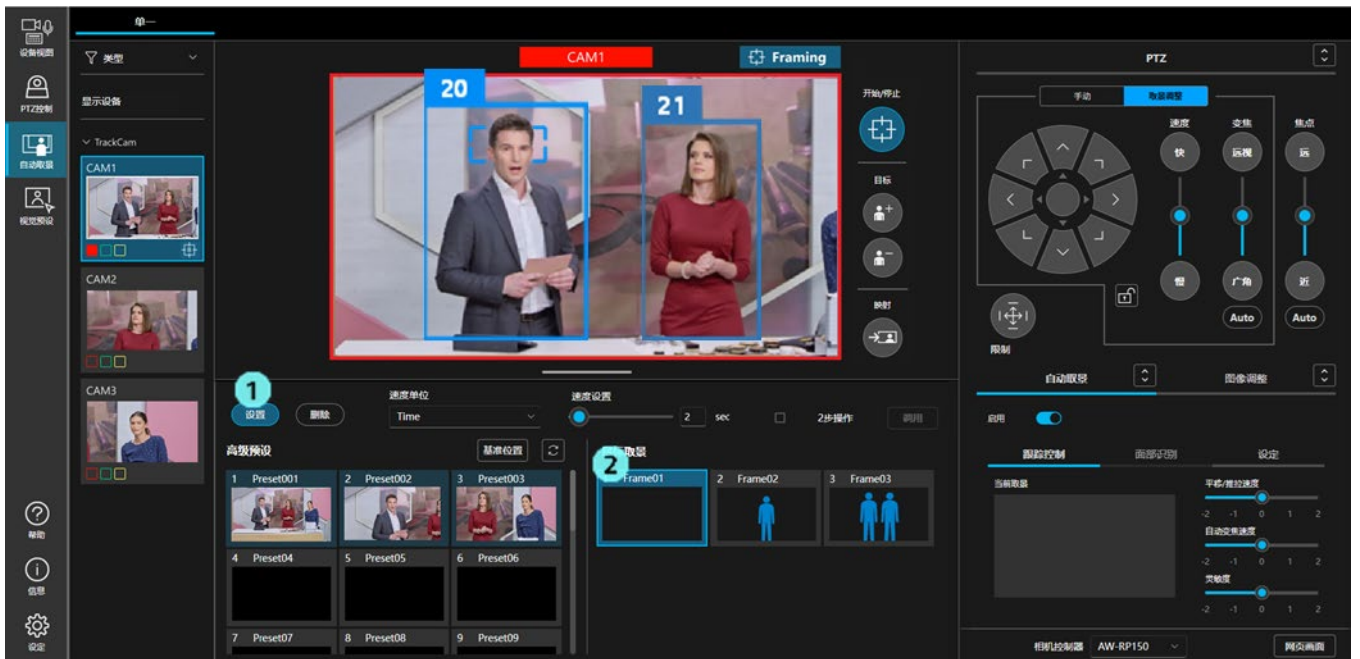 设备视图
PTZ控制
自动取景
视觉预设
帮助
信息
设定
单一
类型
显示设备
TrackCam
CAM1
CAM2
CAM3
CAM1
Framing
20
21
开始/停止
目标
映射
1
设置
删除
速度单位
Time
速度设置
2 sec
2步操作
调用
高级预设
基准位置
1 Preset001
2 Preset002
3 Preset003
4 Preset04
5 Preset05
6 Preset06
7 Preset07
8 Preset08
9 Preset09
2
取景
Frame01
2 Frame02
3 Frame03
PTZ
手动
取景调整
速度
变焦
焦点
快
远视
远
慢
广角
近
Auto
Auto
限制
自动取景
图像调整
启用
跟踪控制
面部识别
设定
当前取景
平移/推拉速度
-2 -1 0 1 2
自动变焦速度
-2 -1 0 1 2
灵敏度
-2 -1 0 1 2
相机控制器
AW-RP150
网页画面